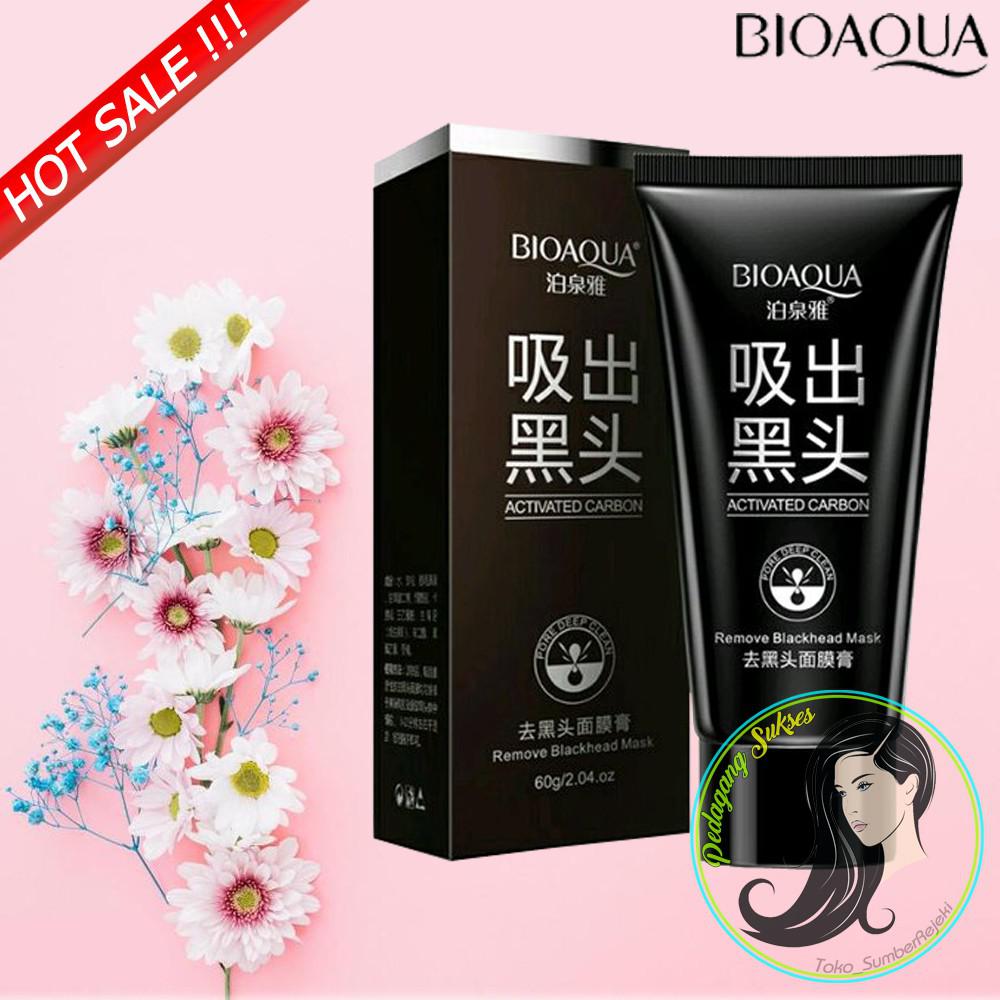 HOT SALE !!!
BIOAQUA
BIOAQUA®
泊泉雅
吸出
黑头
ACTIVATED CARBON
PORE DEEP CLEAN
去黑头面膜膏
Remove Blackhead Mask
60g/2.04.oz
BIOAQUA
泊泉雅®
吸出
黑头
ACTIVATED CARBON
PORE DEEP CLEAN
Remove Blackhead Mask
去黑头面膜膏
Pedagang Sukses
Toko_SumberRejeki